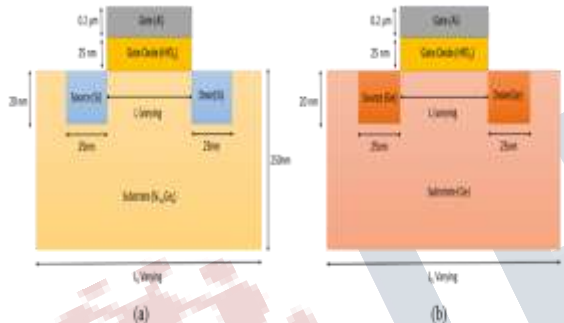 0.2 µm
Gate (Al)
25 nm
Gate Oxide (HfO₂)
20 nm
Source (Si)
Drain (Si)
L Varying
25nm
25nm
250nm
Substrate
Varying
(a)
0.2 µm
Gate (Al)
25 nm
Gate Oxide (HfO₂)
20 nm
Source (Ge)
Drain (Ge)
L Varying
25nm
25nm
Substrate (Ge)
Varying
(b)